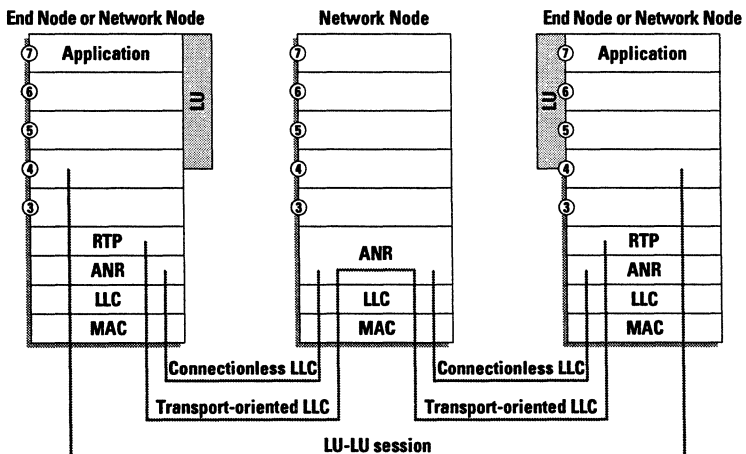 End Node or Network Node
Network Node
End Node or Network Node
7 Application
6
5
4
3
LU
RTP
ANR
LLC
MAC
7
6
5
4
3
ANR
LLC
MAC
7 Application
6
5
4
3
LU
RTP
ANR
LLC
MAC
Connectionless LLC
Connectionless LLC
Transport-oriented LLC
Transport-oriented LLC
LU-LU session